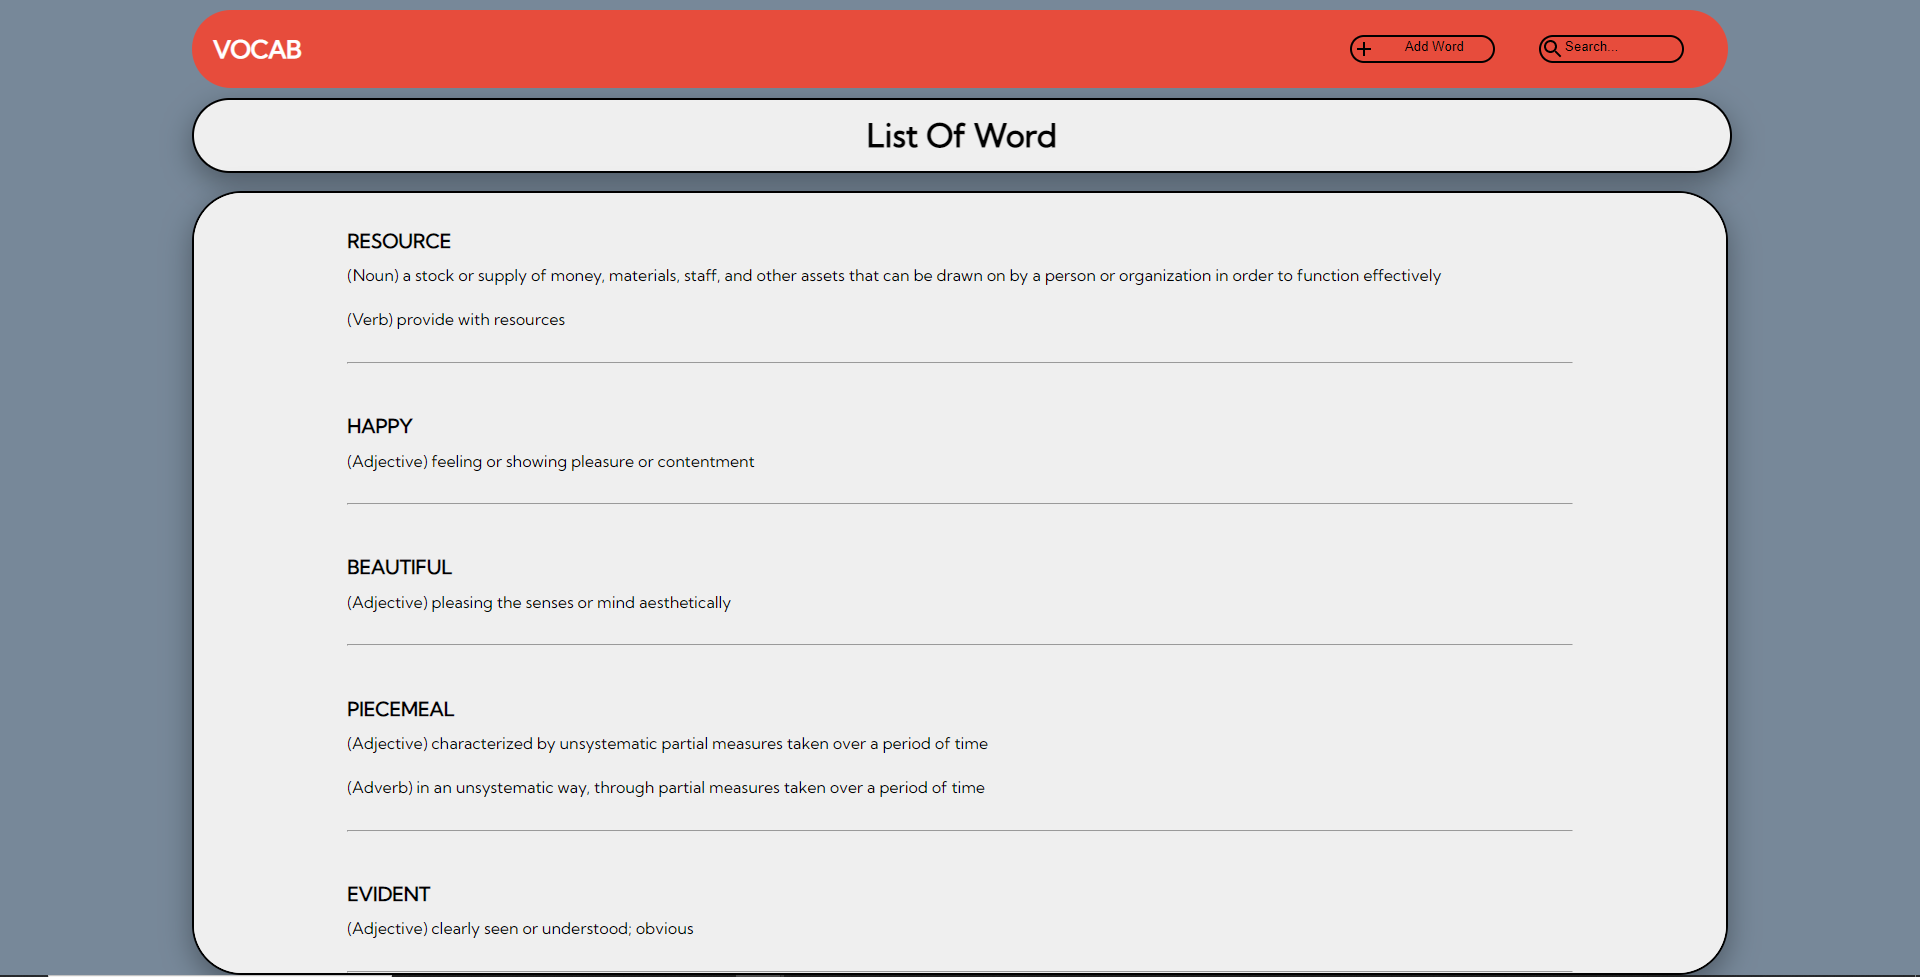 VOCAB
Add Word
Search...
List Of Word
RESOURCE
(Noun) a stock or supply of money, materials, staff, and other assets that can be drawn on by a person or organization in order to function effectively
(Verb) provide with resources
HAPPY
(Adjective) feeling or showing pleasure or contentment
BEAUTIFUL
(Adjective) pleasing the senses or mind aesthetically
PIECEMEAL
(Adjective) characterized by unsystematic partial measures taken over a period of time
(Adverb) in an unsystematic way, through partial measures taken over a period of time
EVIDENT
(Adjective) clearly seen or understood; obvious